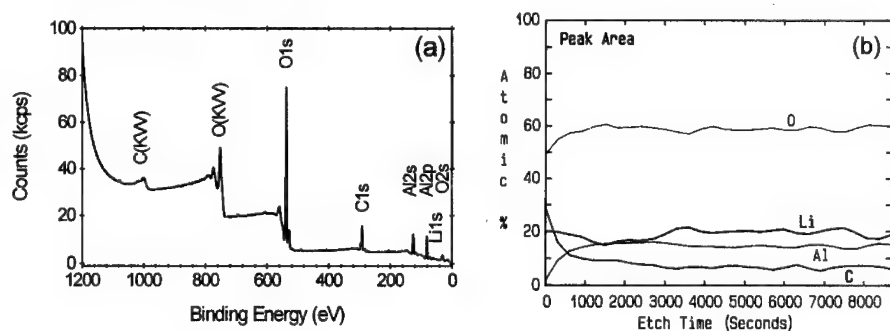 (a)
Counts (kcps)
100
80
60
40
20
0
C(KVV)
O(KVV)
O1s
C1s
Al2s
Al2p
Li1s
O2s
1200
1000
800
600
400
200
0
Binding Energy (eV)
(b)
Peak Area
Atomic %
100
80
60
40
20
0
O
Li
Al
C
0
1000
2000
3000
4000
5000
6000
7000
8000
Etch Time (Seconds)